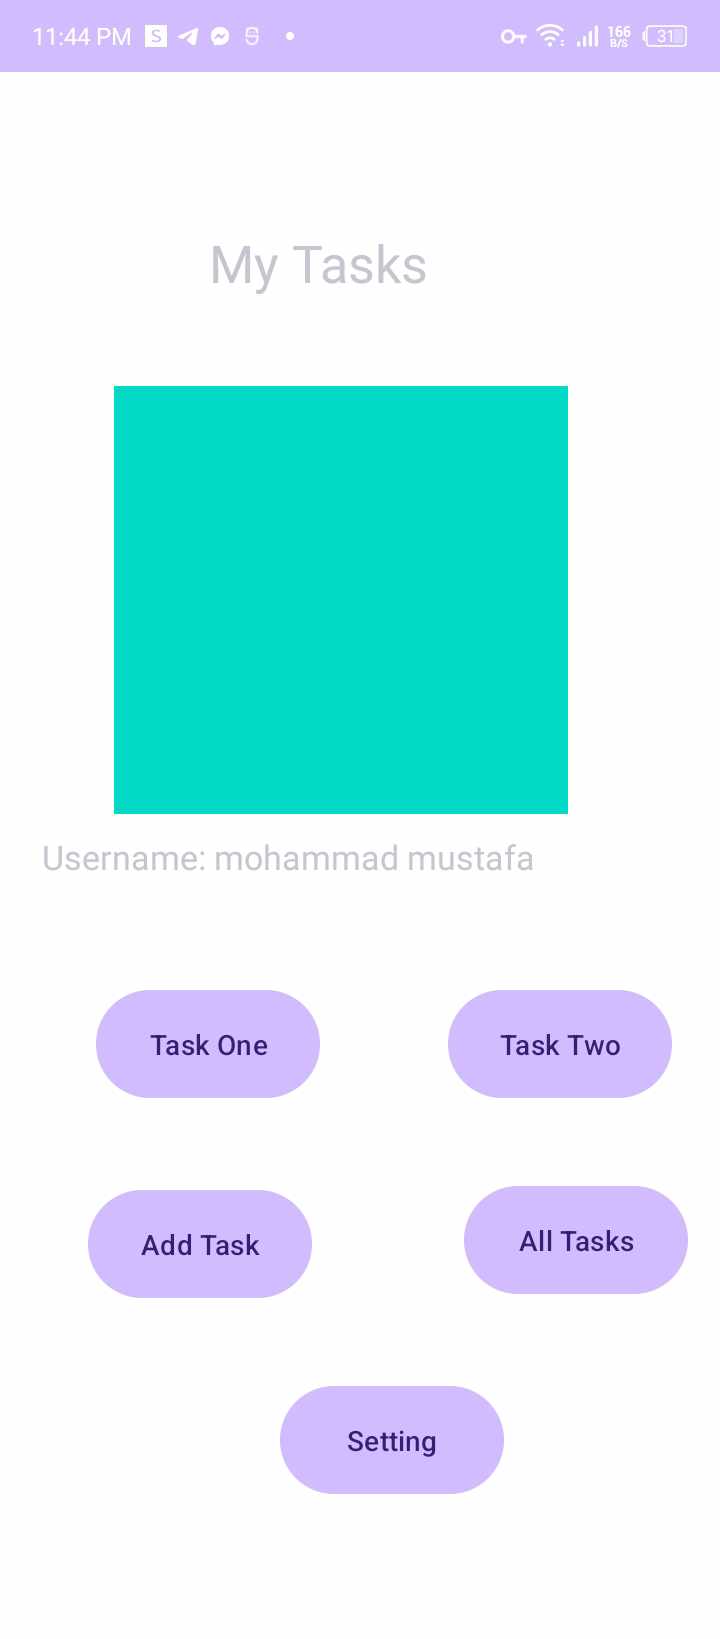 11:44 PM S 166 B/S 31
My Tasks
Username: mohammad mustafa
Task One Task Two
Add Task All Tasks
Setting